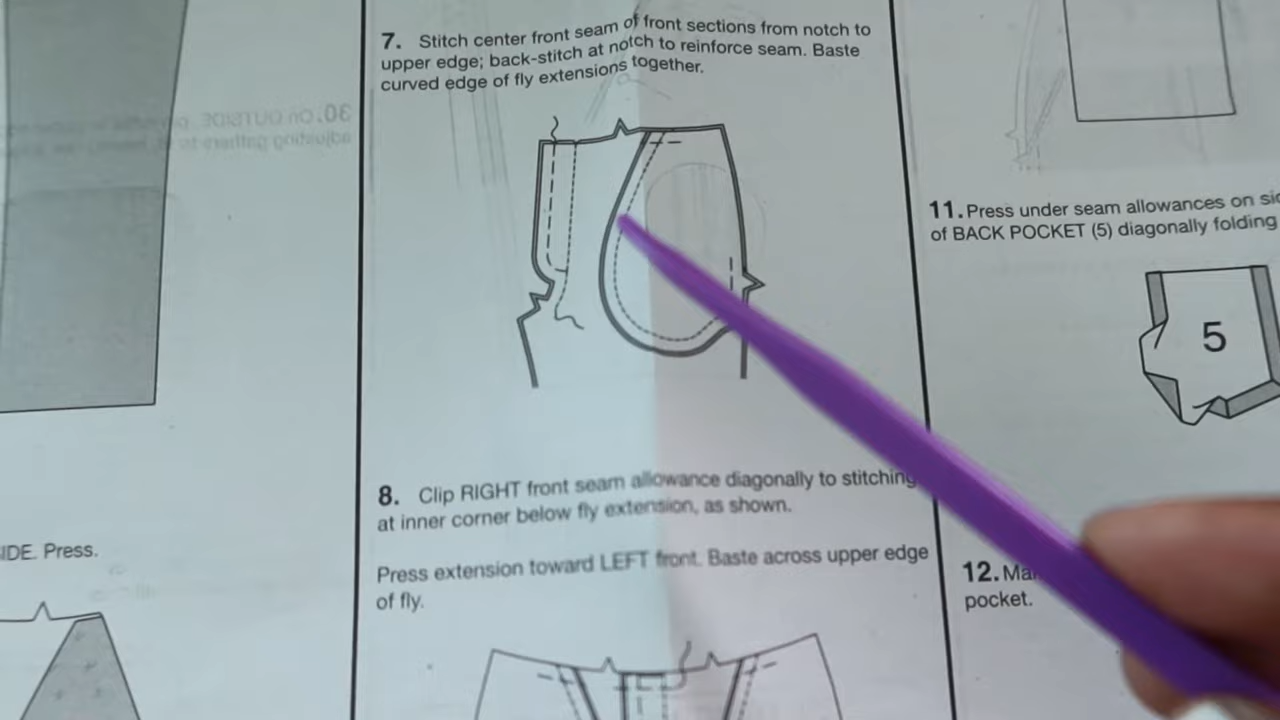 7. Stitch center front seam of front sections from notch to
upper edge; back-stitch at notch to reinforce seam. Baste
curved edge of fly extensions together.
8. Clip RIGHT front seam allowance diagonally to stitching
at inner corner below fly extension, as shown.
Press extension toward LEFT front. Baste across upper edge
of fly.
IDE. Press.
11. Press under seam allowances on
of BACK POCKET (5) diagonally folding
5
12.
pocket.